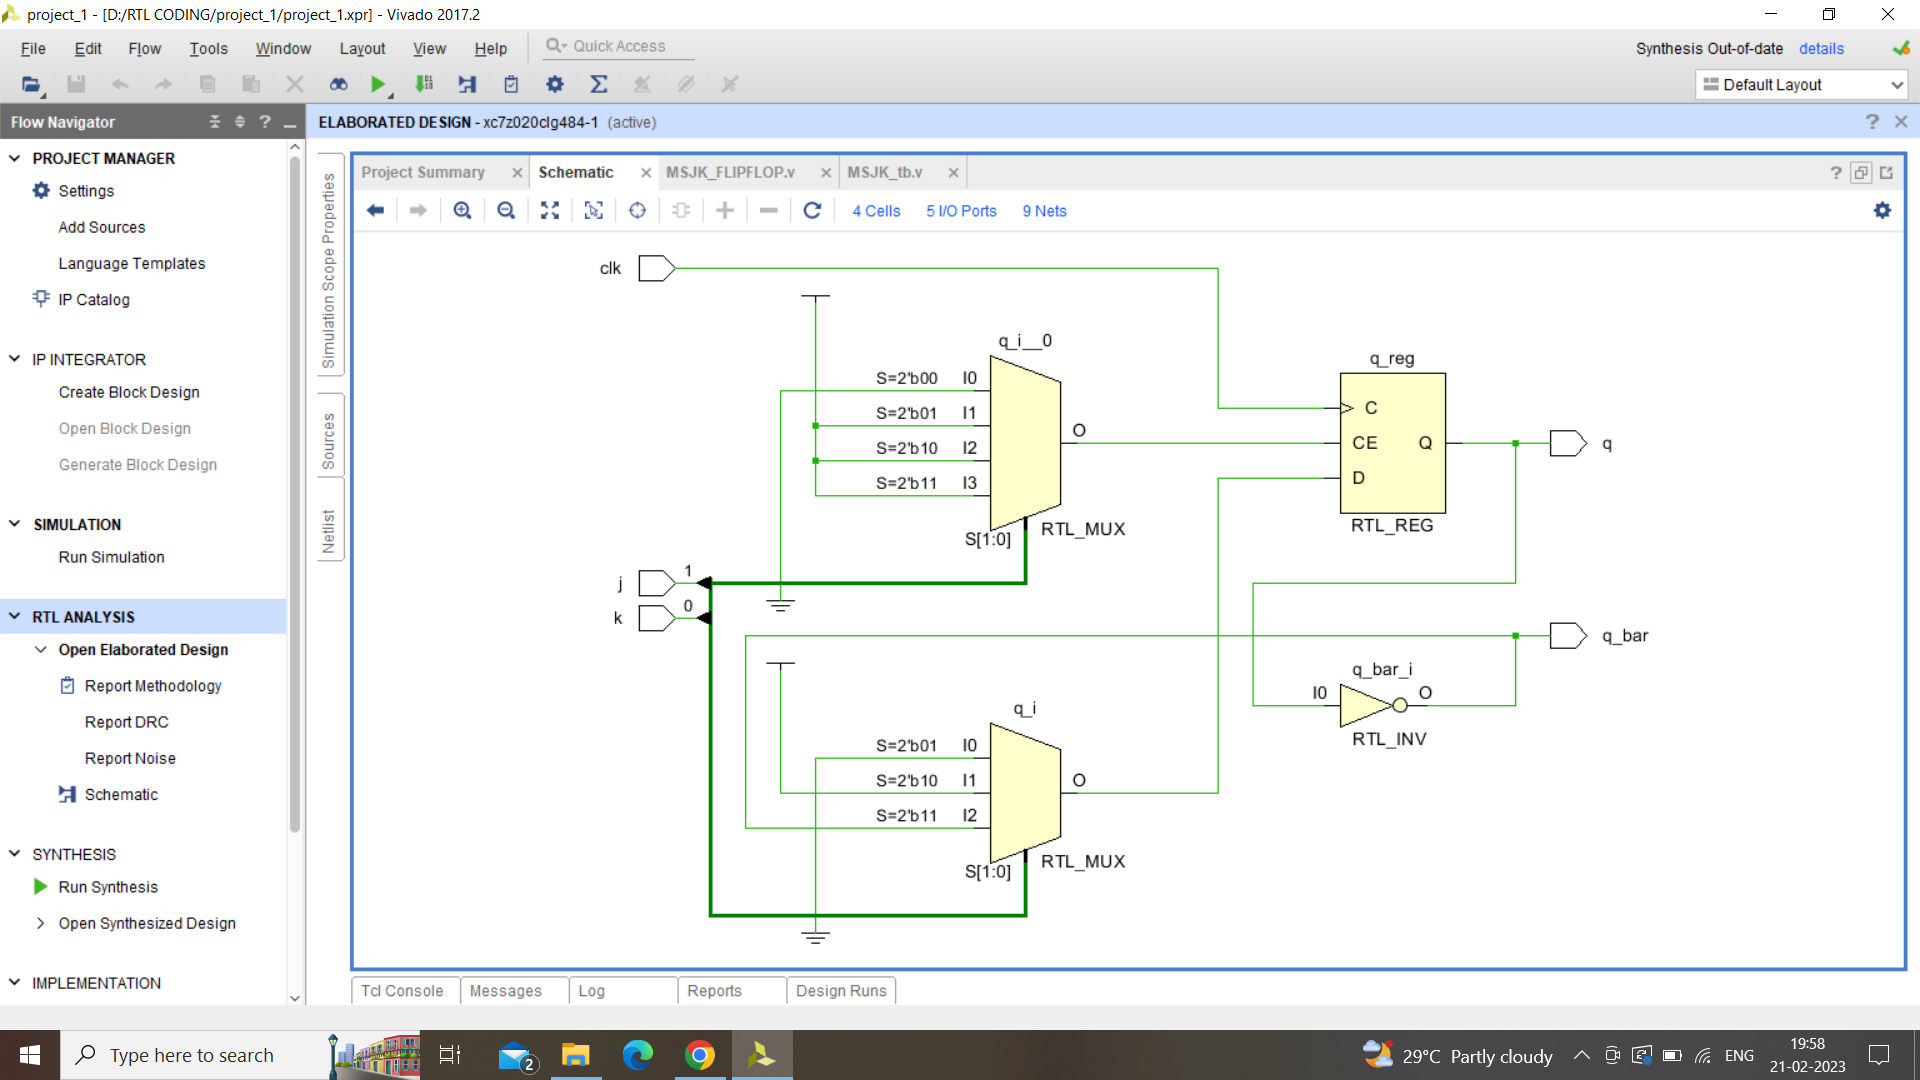 project_1 - [D:/RTL CODING/project_1/project_1.xpr] - Vivado 2017.2
File Edit Flow Tools Window Layout View Help Quick Access
Synthesis Out-of-date details
Default Layout
Flow Navigator
ELABORATED DESIGN - xc7z020clg484-1 (active)
PROJECT MANAGER
Settings
Add Sources
Language Templates
IP Catalog
IP INTEGRATOR
Create Block Design
Open Block Design
Generate Block Design
SIMULATION
Run Simulation
RTL ANALYSIS
Open Elaborated Design
Report Methodology
Report DRC
Report Noise
Schematic
SYNTHESIS
Run Synthesis
Open Synthesized Design
IMPLEMENTATION
Simulation Scope Properties
Sources
Netlist
Project Summary Schematic MSJK_FLIPFLOP.v MSJK_tb.v
4 Cells 5 I/O Ports 9 Nets
clk
q_i__0
S=2'b00 I0
S=2'b01 I1
S=2'b10 I2
S=2'b11 I3
O
S[1:0]
RTL_MUX
q_reg
C
CE Q
D
RTL_REG
q
j 1
k 0
q_bar
q_bar_i
I0 O
RTL_INV
q_i
S=2'b01 I0
S=2'b10 I1
S=2'b11 I2
O
S[1:0]
RTL_MUX
Tcl Console Messages Log Reports Design Runs
Type here to search
2
29°C Partly cloudy
ENG
19:58
21-02-2023